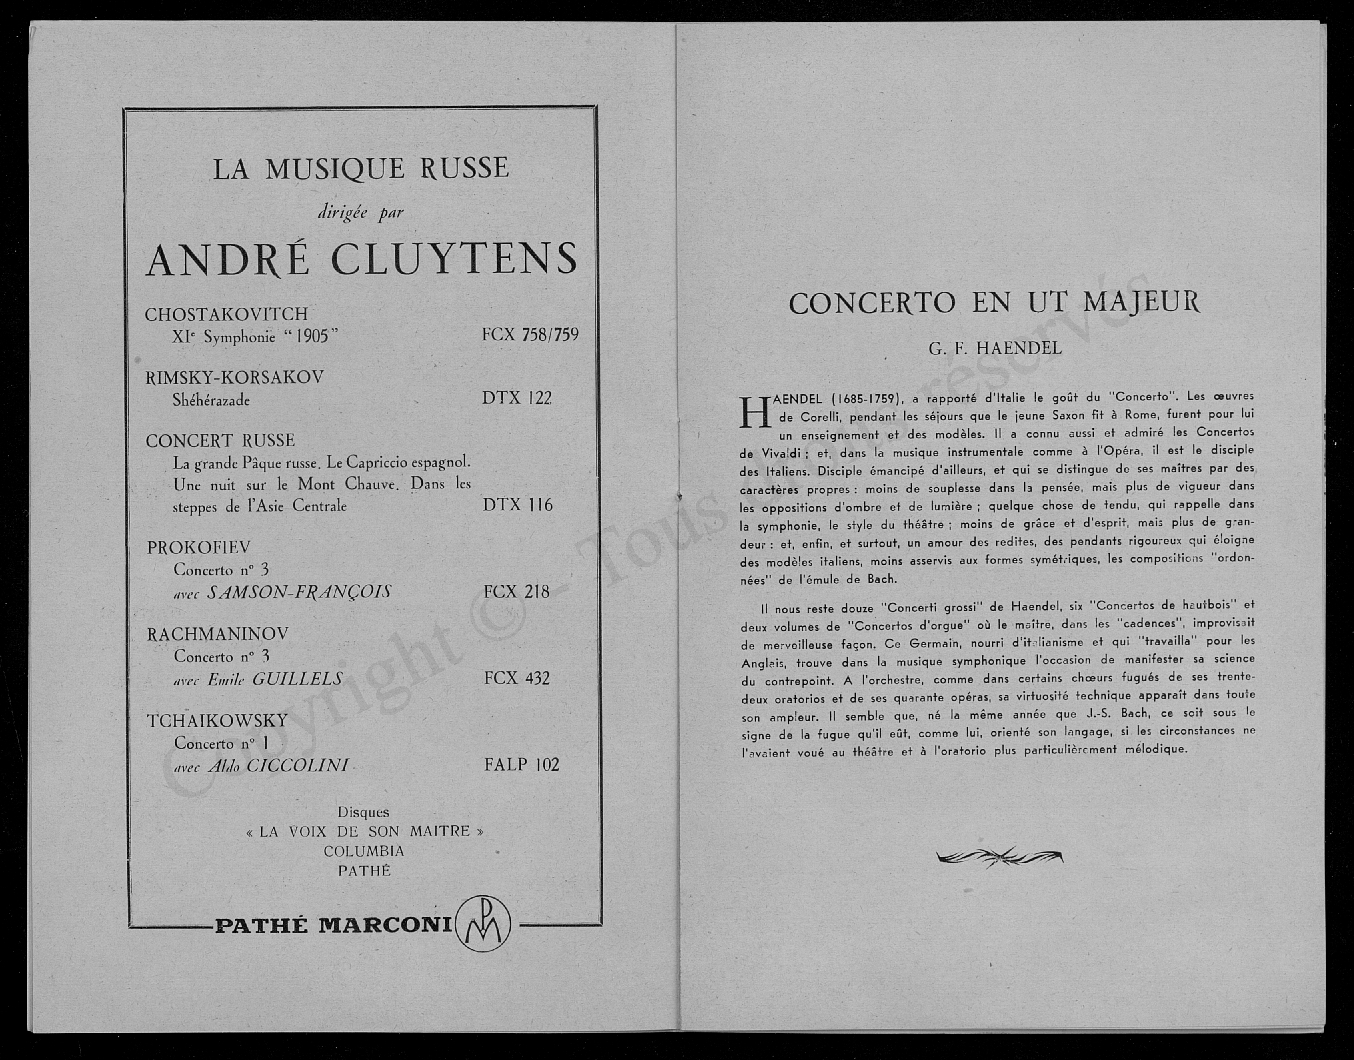 LA MUSIQUE RUSSE
dirigée par
ANDRÉ CLUYTENS
CHOSTAKOVITCH
XIe Symphonie “1905” FCX 758/759
RIMSKY-KORSAKOV
Shéhérazade DTX 122
CONCERT RUSSE
La grande Pâque russe. Le Capriccio espagnol.
Une nuit sur le Mont Chauve. Dans les
steppes de l'Asie Centrale DTX 116
PROKOFIEV
Concerto n° 3
avec SAMSON-FRANÇOIS FCX 218
RACHMANINOV
Concerto n° 3
avec Emile GUILLELS FCX 432
TCHAIKOWSKY
Concerto n° 1
avec Aldo CICCOLINI FALP 102
Disques
« LA VOIX DE SON MAITRE »
COLUMBIA
PATHÉ
PATHÉ MARCONI
CONCERTO EN UT MAJEUR
G. F. HAENDEL
HAENDEL (1685-1759), a rapporté d'Italie le goût du "Concerto". Les œuvres
de Corelli, pendant les séjours que le jeune Saxon fit à Rome, furent pour lui
un enseignement et des modèles. Il a connu aussi et admiré les Concertos
de Vivaldi ; et, dans la musique instrumentale comme à l'Opéra, il est le disciple
des Italiens. Disciple émancipé d'ailleurs, et qui se distingue de ses maîtres par des
caractères propres : moins de souplesse dans la pensée, mais plus de vigueur dans
les oppositions d'ombre et de lumière ; quelque chose de tendu, qui rappelle dans
la symphonie, le style du théâtre ; moins de grâce et d'esprit, mais plus de gran-
deur : et, enfin, et surtout, un amour des redites, des pendants rigoureux qui éloigne
des modèles italiens, moins asservis aux formes symétriques, les compositions "ordon-
nées" de l'émule de Bach.
Il nous reste douze "Concerti grossi" de Haendel, six "Concertos de hautbois" et
deux volumes de "Concertos d'orgue" où le maître, dans les "cadences", improvisait
de merveilleuse façon. Ce Germain, nourri d'italianisme et qui "travailla" pour les
Anglais, trouve dans la musique symphonique l'occasion de manifester sa science
du contrepoint. A l'orchestre, comme dans certains chœurs fugués de ses trente-
deux oratorios et de ses quarante opéras, sa virtuosité technique apparaît dans toute
son ampleur. Il semble que, né la même année que J.-S. Bach, ce soit sous le
signe de la fugue qu'il eût, comme lui, orienté son langage, si les circonstances ne
l'avaient voué au théâtre et à l'oratorio plus particulièrement mélodique.
Copyright © - Tous droits réservés